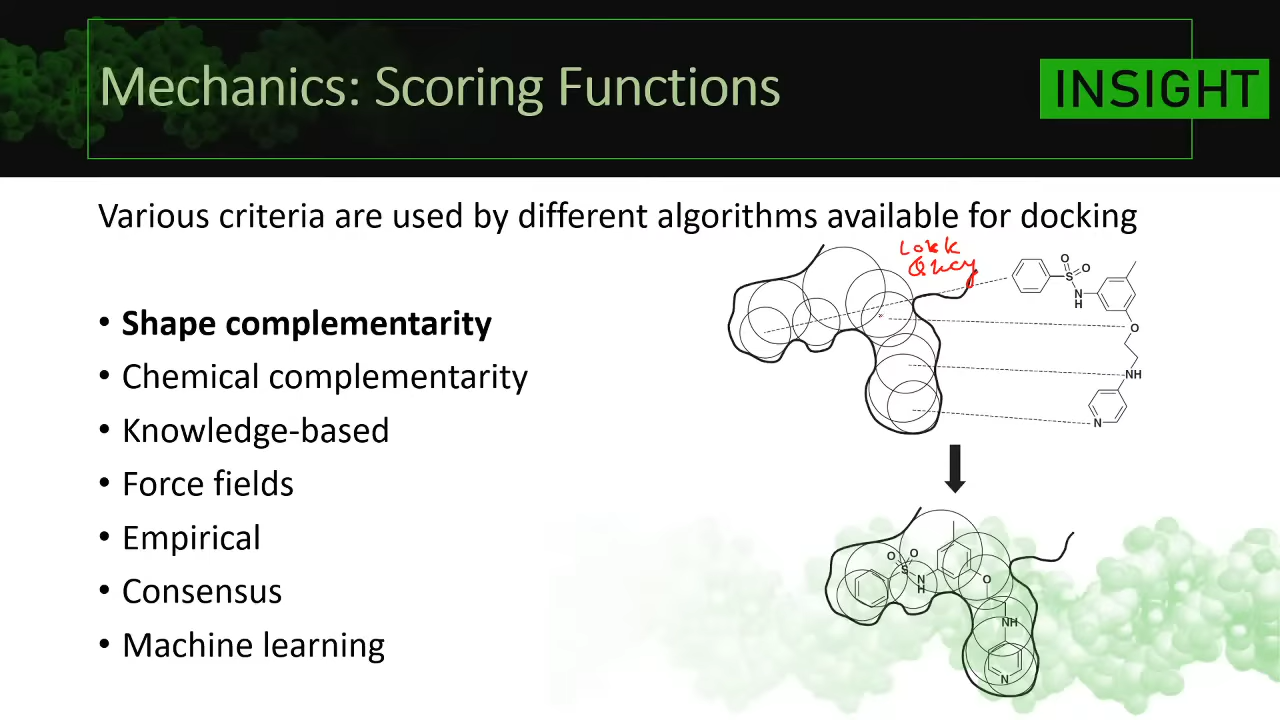 Mechanics: Scoring Functions
INSIGHT
Various criteria are used by different algorithms available for docking
• Shape complementarity
• Chemical complementarity
• Knowledge-based
• Force fields
• Empirical
• Consensus
• Machine learning
O
O
S
N
H
O
NH
N
O
O
S
N
H
O
NH
N